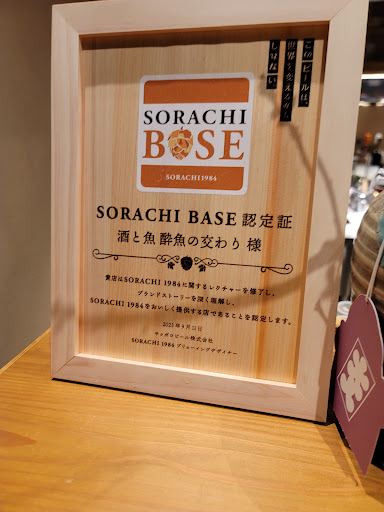 このビールは、
世界を変えるかもしれない
SORACHI
BASE
SORACHI1984
SORACHI BASE 認定証
酒と魚 酔魚の交わり 様
貴店はSORACHI 1984に関するレクチャーを修了し、
ブランドストーリーを深く理解し、
SORACHI 1984をおいしく提供する店であることを認定します。
サッポロビール株式会社
SORACHI 1984 ブリューイングデザイナー